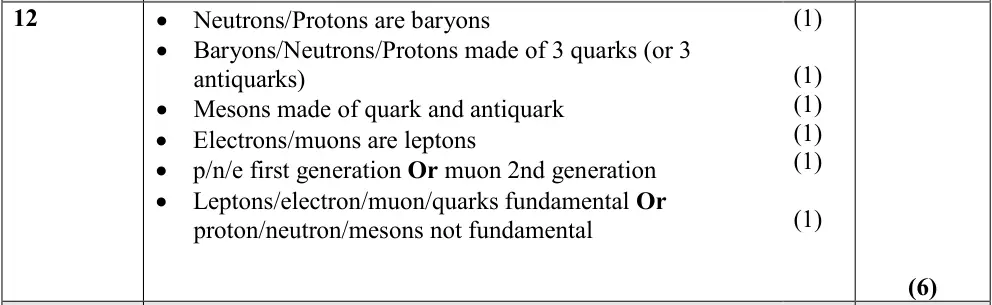 12
• Neutrons/Protons are baryons (1)
• Baryons/Neutrons/Protons made of 3 quarks (or 3
antiquarks) (1)
• Mesons made of quark and antiquark (1)
• Electrons/muons are leptons (1)
• p/n/e first generation Or muon 2nd generation (1)
• Leptons/electron/muon/quarks fundamental Or
proton/neutron/mesons not fundamental (1)
(6)